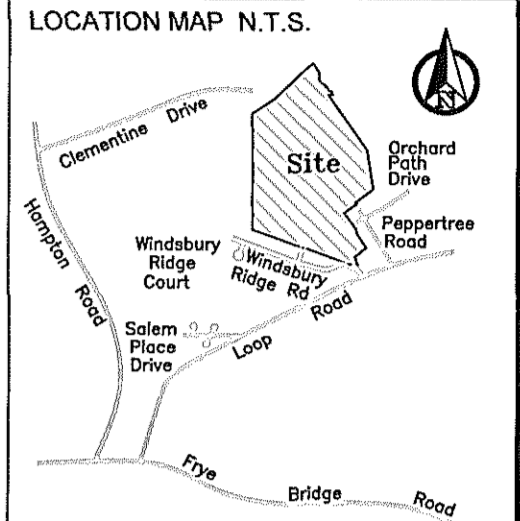 LOCATION MAP N.T.S.
N
Clementine Drive
Site
Orchard
Path
Drive
Peppertree
Road
Hampton Road
Windsbury
Ridge
Court
Windsbury
Ridge Rd
Salem
Place
Drive
Loop Road
Frye Bridge Road